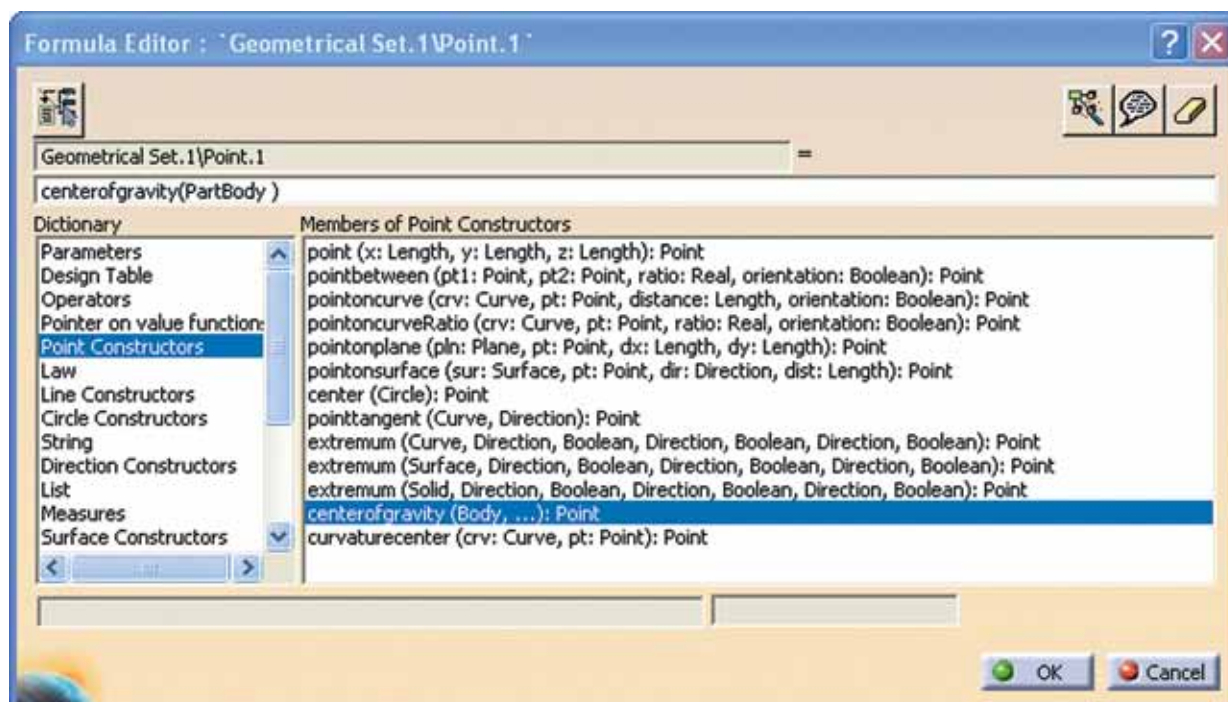 Formula Editor : `Geometrical Set.1\Point.1`
Geometrical Set.1\Point.1 =
centerofgravity(PartBody )
Dictionary
Parameters
Design Table
Operators
Pointer on value functions
Point Constructors
Law
Line Constructors
Circle Constructors
String
Direction Constructors
List
Measures
Surface Constructors
Members of Point Constructors
point (x: Length, y: Length, z: Length): Point
pointbetween (pt1: Point, pt2: Point, ratio: Real, orientation: Boolean): Point
pointoncurve (crv: Curve, pt: Point, distance: Length, orientation: Boolean): Point
pointoncurveRatio (crv: Curve, pt: Point, ratio: Real, orientation: Boolean): Point
pointonplane (pln: Plane, pt: Point, dx: Length, dy: Length): Point
pointonsurface (sur: Surface, pt: Point, dir: Direction, dist: Length): Point
center (Circle): Point
pointtangent (Curve, Direction): Point
extremum (Curve, Direction, Boolean, Direction, Boolean, Direction, Boolean): Point
extremum (Surface, Direction, Boolean, Direction, Boolean, Direction, Boolean): Point
extremum (Solid, Direction, Boolean, Direction, Boolean, Direction, Boolean): Point
centerofgravity (Body, ...): Point
curvaturecenter (crv: Curve, pt: Point): Point
OK
Cancel